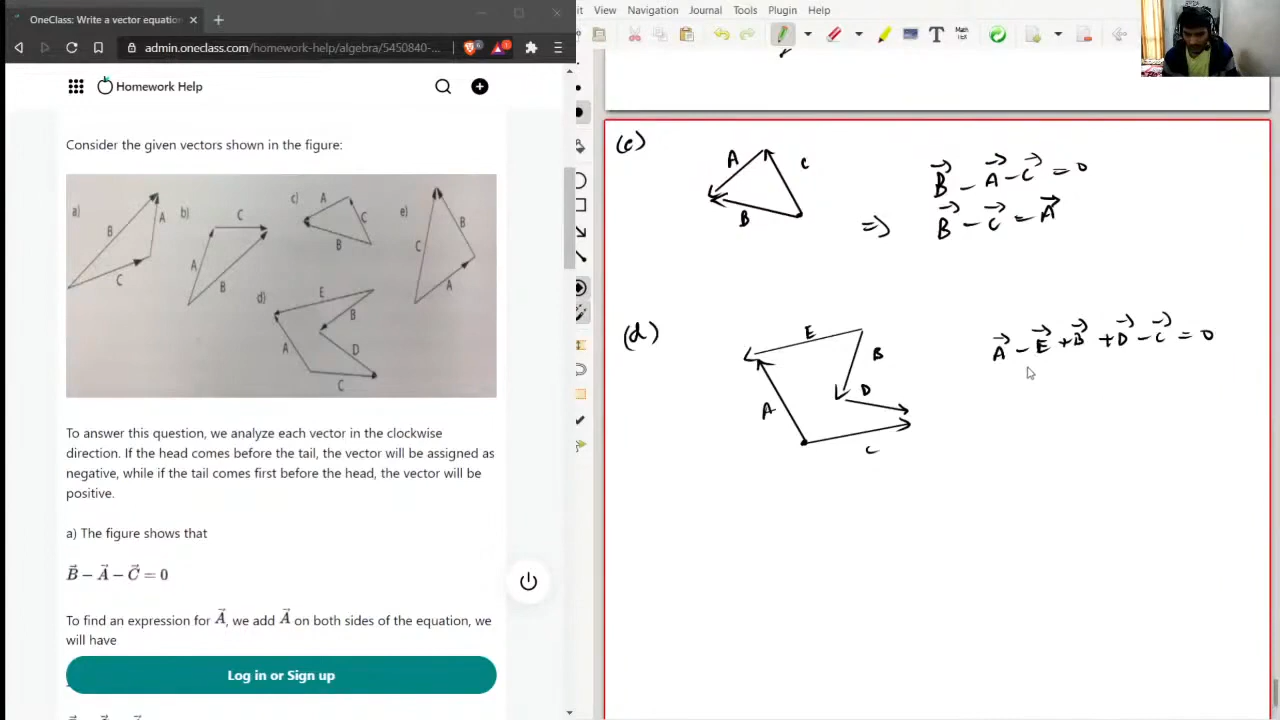 OneClass: Write a vector equation
admin.oneclass.com/homework-help/algebra/5450840-...
Homework Help
Consider the given vectors shown in the figure:
a) B A C
b) A C B
c) A C B
d) E B D A C
e) C B A
To answer this question, we analyze each vector in the clockwise
direction. If the head comes before the tail, the vector will be assigned as
negative, while if the tail comes first before the head, the vector will be
positive.
a) The figure shows that
B⃗ − A⃗ − C⃗ = 0
To find an expression for A⃗, we add A⃗ on both sides of the equation, we
will have
Log in or Sign up
dit View Navigation Journal Tools Plugin Help
T Math TEX
(c)
A C B
B⃗ − A⃗ − C⃗ = 0
⇒ B⃗ − C⃗ = A⃗
(d)
E B D A C
A⃗ − E⃗ + B⃗ + D⃗ − C⃗ = 0